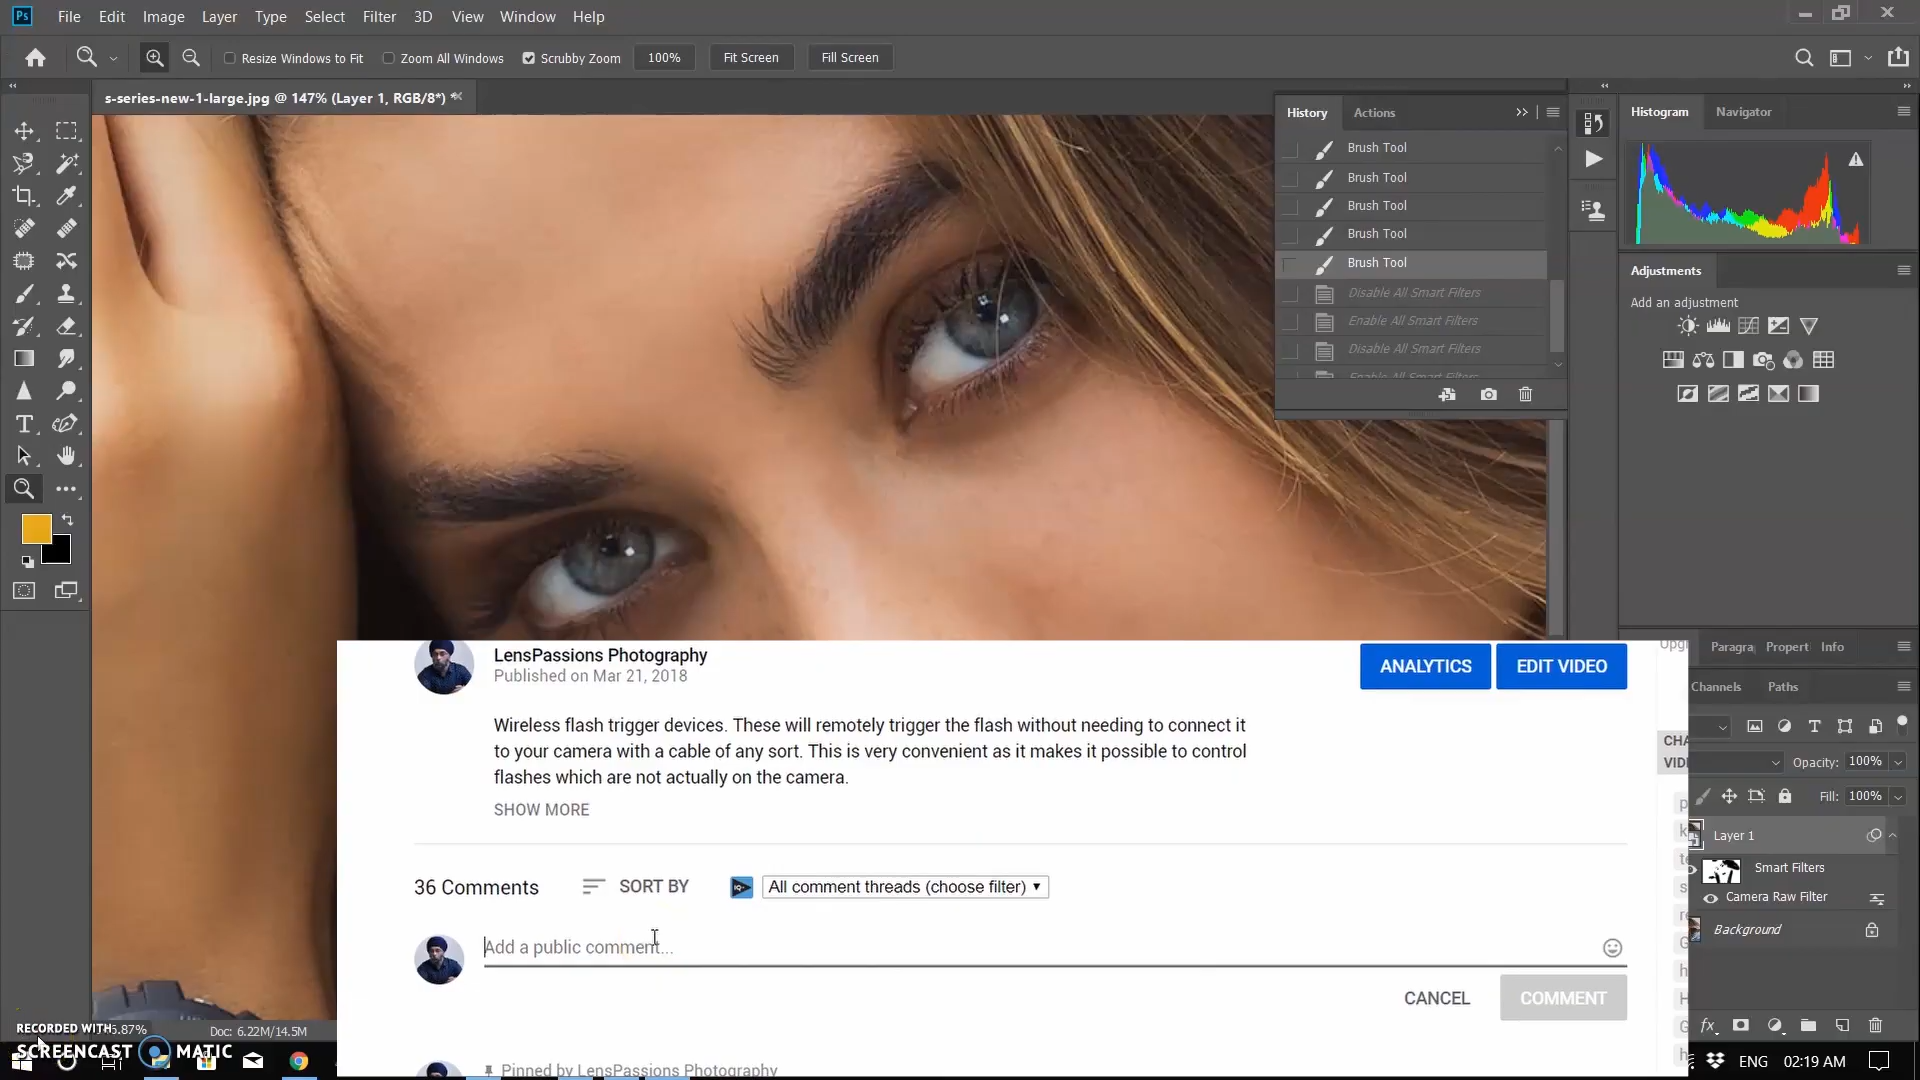 Ps File Edit Image Layer Type Select Filter 3D View Window Help
Resize Windows to Fit Zoom All Windows Scrubby Zoom 100% Fit Screen Fill Screen
s-series-new-1-large.jpg @ 147% (Layer 1, RGB/8*) *
History Actions
Histogram Navigator
Brush Tool
Brush Tool
Brush Tool
Brush Tool
Brush Tool
Disable All Smart Filters
Enable All Smart Filters
Disable All Smart Filters
Enable All Smart Filters
Adjustments
Add an adjustment
Paragra Propert Info
Channels Paths
Opacity: 100%
Fill: 100%
Layer 1
Smart Filters
Camera Raw Filter
Background
LensPassions Photography
Published on Mar 21, 2018
ANALYTICS EDIT VIDEO
Wireless flash trigger devices. These will remotely trigger the flash without needing to connect it
to your camera with a cable of any sort. This is very convenient as it makes it possible to control
flashes which are not actually on the camera.
SHOW MORE
CHA
VID
36 Comments SORT BY All comment threads (choose filter)
Add a public comment...
CANCEL COMMENT
Pinned by LensPassions Photography
Doc: 6.22M/14.5M
RECORDED WITH
SCREENCAST MATIC
ENG 02:19 AM